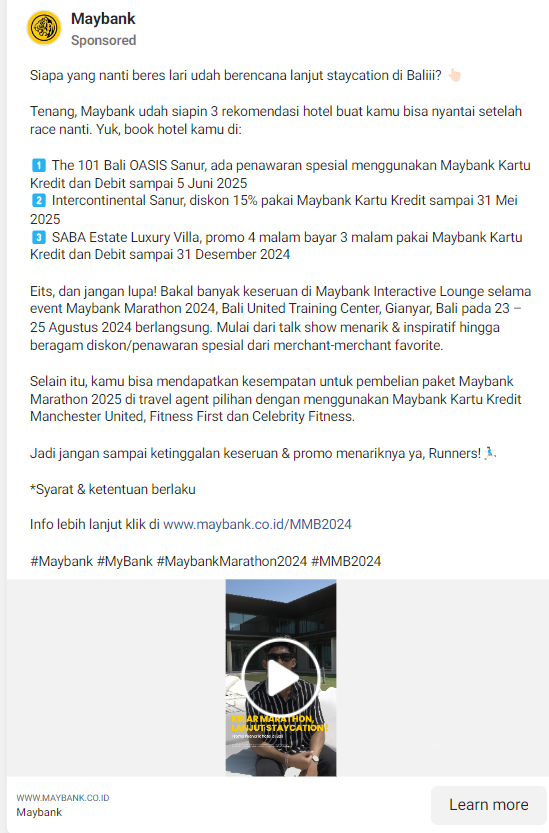 Maybank
Sponsored
Siapa yang nanti beres lari udah berencana lanjut staycation di Baliii? 👆🏻
Tenang, Maybank udah siapin 3 rekomendasi hotel buat kamu bisa nyantai setelah
race nanti. Yuk, book hotel kamu di:
1️⃣ The 101 Bali OASIS Sanur, ada penawaran spesial menggunakan Maybank Kartu
Kredit dan Debit sampai 5 Juni 2025
2️⃣ Intercontinental Sanur, diskon 15% pakai Maybank Kartu Kredit sampai 31 Mei
2025
3️⃣ SABA Estate Luxury Villa, promo 4 malam bayar 3 malam pakai Maybank Kartu
Kredit dan Debit sampai 31 Desember 2024
Eits, dan jangan lupa! Bakal banyak keseruan di Maybank Interactive Lounge selama
event Maybank Marathon 2024, Bali United Training Center, Gianyar, Bali pada 23 –
25 Agustus 2024 berlangsung. Mulai dari talk show menarik & inspiratif hingga
beragam diskon/penawaran spesial dari merchant-merchant favorite.
Selain itu, kamu bisa mendapatkan kesempatan untuk pembelian paket Maybank
Marathon 2025 di travel agent pilihan dengan menggunakan Maybank Kartu Kredit
Manchester United, Fitness First dan Celebrity Fitness.
Jadi jangan sampai ketinggalan keseruan & promo menariknya ya, Runners! 🏃🏻
*Syarat & ketentuan berlaku
Info lebih lanjut klik di www.maybank.co.id/MMB2024
#Maybank #MyBank #MaybankMarathon2024 #MMB2024
MARATHON,
LANJUT STAYCATION!
WWW.MAYBANK.CO.ID
Maybank
Learn more